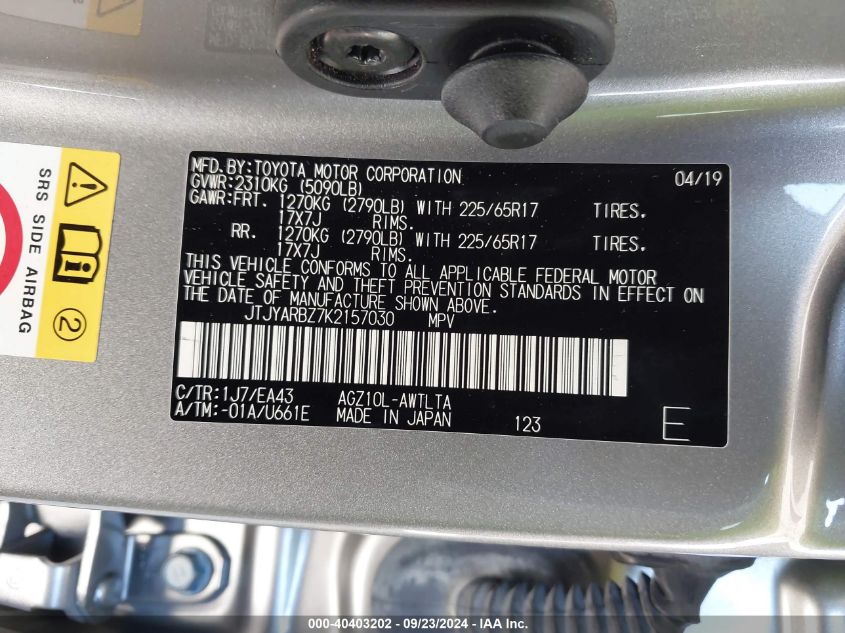 SRS SIDE AIRBAG
2
MFD. BY:TOYOTA MOTOR CORPORATION 04/19
GVWR:2310KG (5090LB)
GAWR:FRT. 1270KG (2790LB) WITH 225/65R17 TIRES.
17X7J RIMS.
RR. 1270KG (2790LB) WITH 225/65R17 TIRES.
17X7J RIMS.
THIS VEHICLE CONFORMS TO ALL APPLICABLE FEDERAL MOTOR
VEHICLE SAFETY AND THEFT PREVENTION STANDARDS IN EFFECT ON
THE DATE OF MANUFACTURE SHOWN ABOVE.
JTJYARBZ7K2157030 MPV
C/TR:1J7/EA43 AGZ10L-AWTLTA
A/TM:-01A/U661E MADE IN JAPAN 123 E
000-40403202 - 09/23/2024 - IAA Inc.